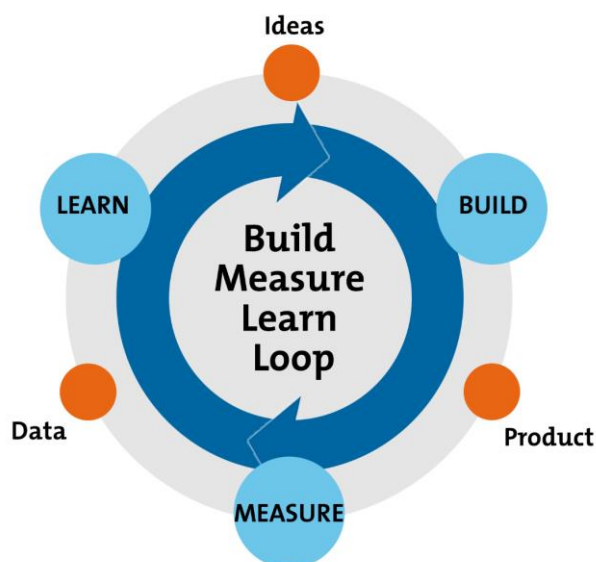 Ideas
LEARN
BUILD
Build
Measure
Learn
Loop
Data
Product
MEASURE